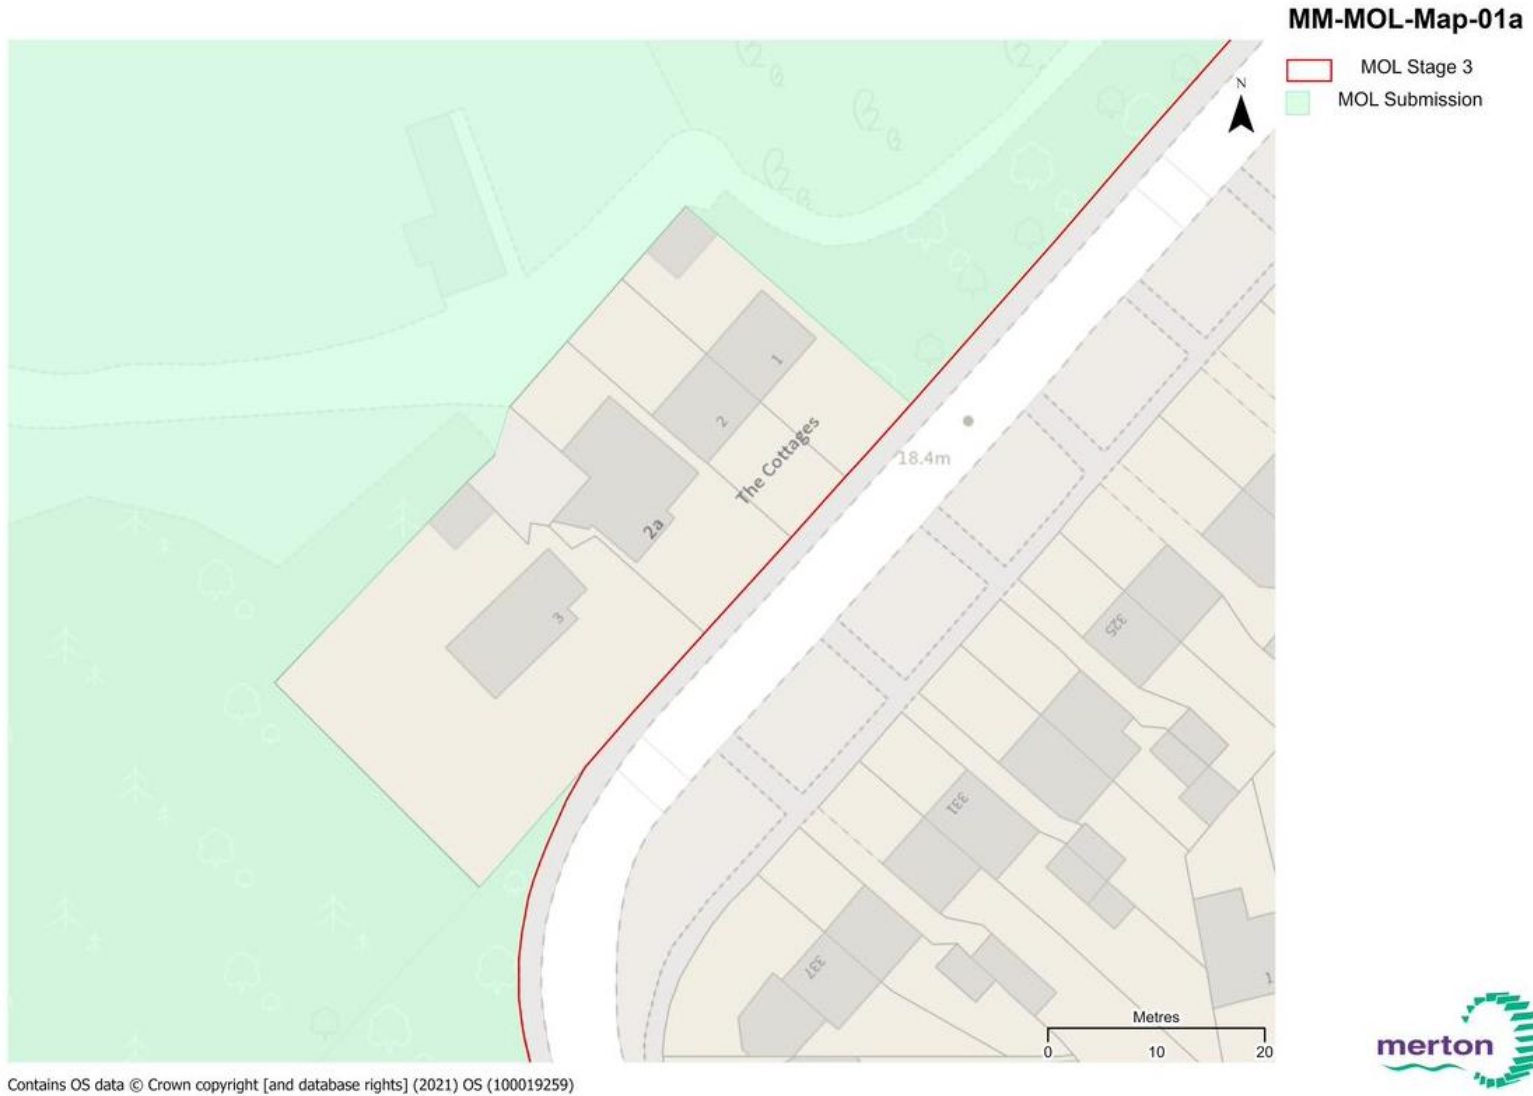 MM-MOL-Map-01a
MOL Stage 3
MOL Submission
N
1
2
The Cottages
18.4m
2a
3
325
331
337
1
Metres
0 10 20
merton
Contains OS data © Crown copyright [and database rights] (2021) OS (100019259)